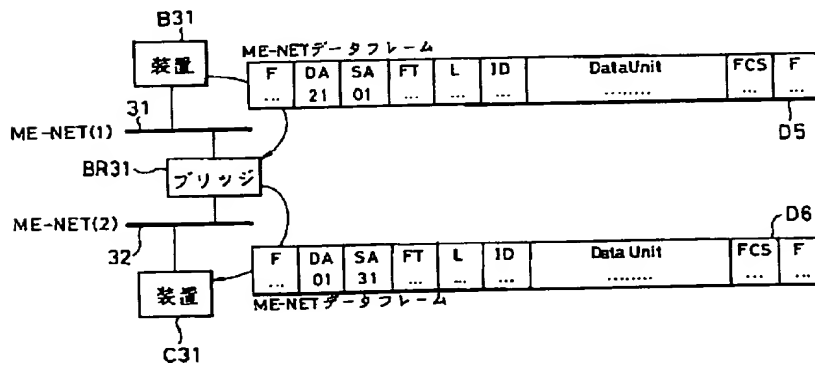 B31
装置
ME-NETデータフレーム
F DA SA FT L ID DataUnit FCS F
... 21 01 ... ... ... ........ ... ...
D5
31
ME-NET(1)
BR31
ブリッジ
ME-NET(2)
32
D6
F DA SA FT L ID Data Unit FCS F
... 01 31 ... ... ... ........ ... ...
ME-NETデータフレーム
装置
C31